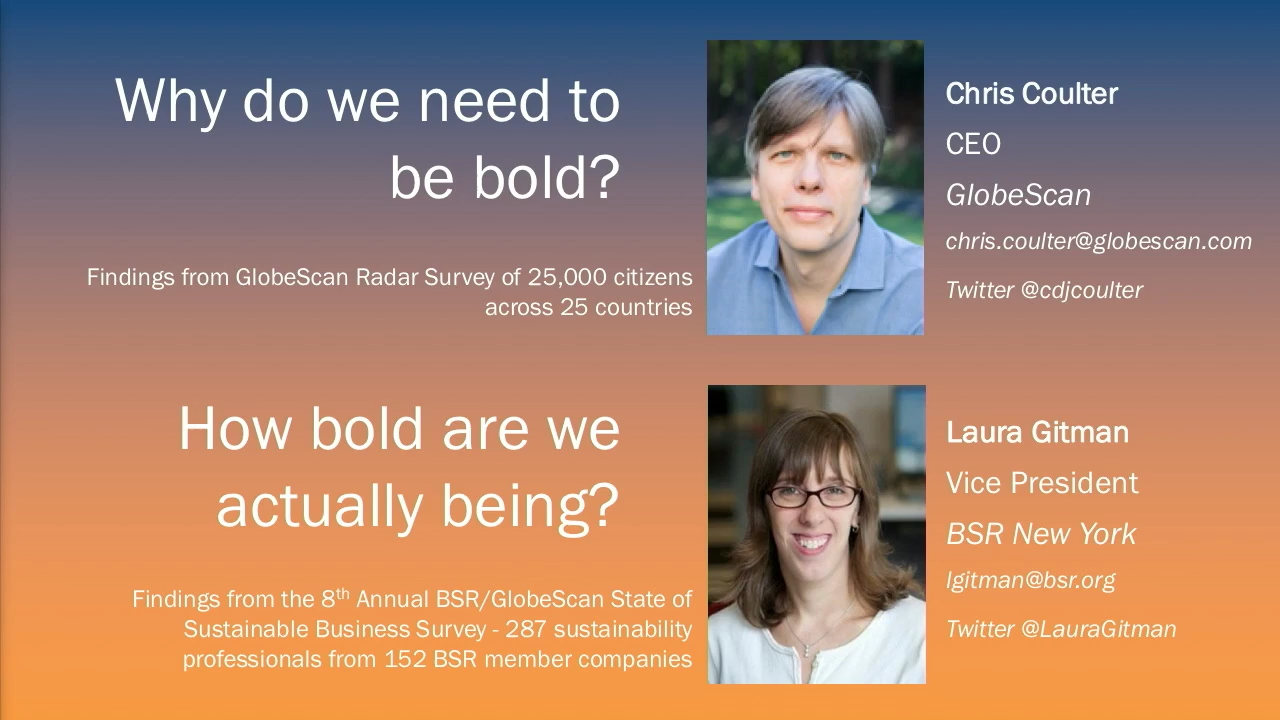 Why do we need to
be bold?
Findings from GlobeScan Radar Survey of 25,000 citizens
across 25 countries
Chris Coulter
CEO
GlobeScan
chris.coulter@globescan.com
Twitter @cdjcoulter
How bold are we
actually being?
Findings from the 8th Annual BSR/GlobeScan State of
Sustainable Business Survey - 287 sustainability
professionals from 152 BSR member companies
Laura Gitman
Vice President
BSR New York
lgitman@bsr.org
Twitter @LauraGitman